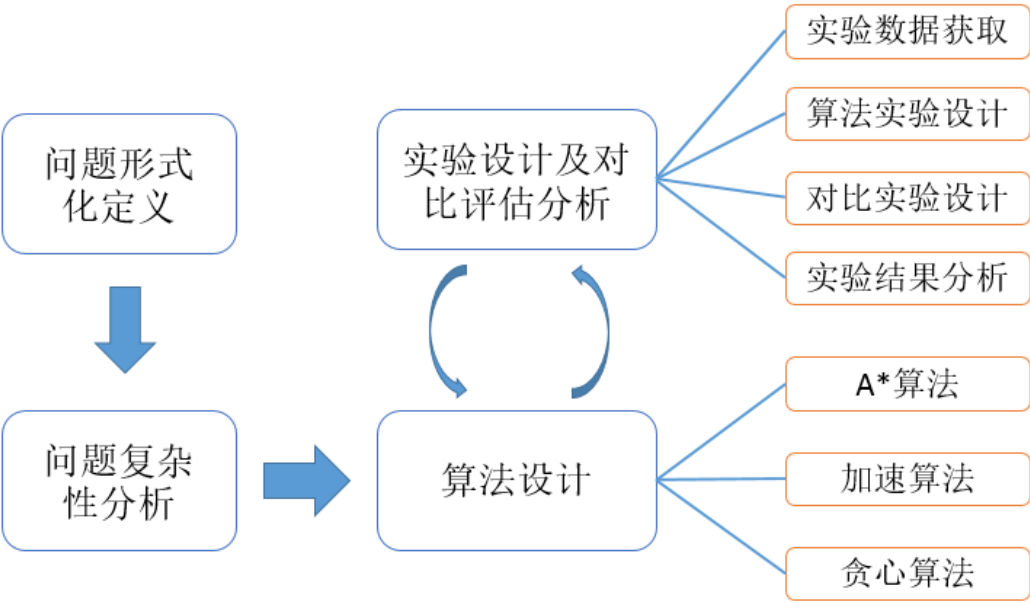 问题形式
化定义
问题复杂
性分析
实验设计及对
比评估分析
算法设计
实验数据获取
算法实验设计
对比实验设计
实验结果分析
A*算法
加速算法
贪心算法